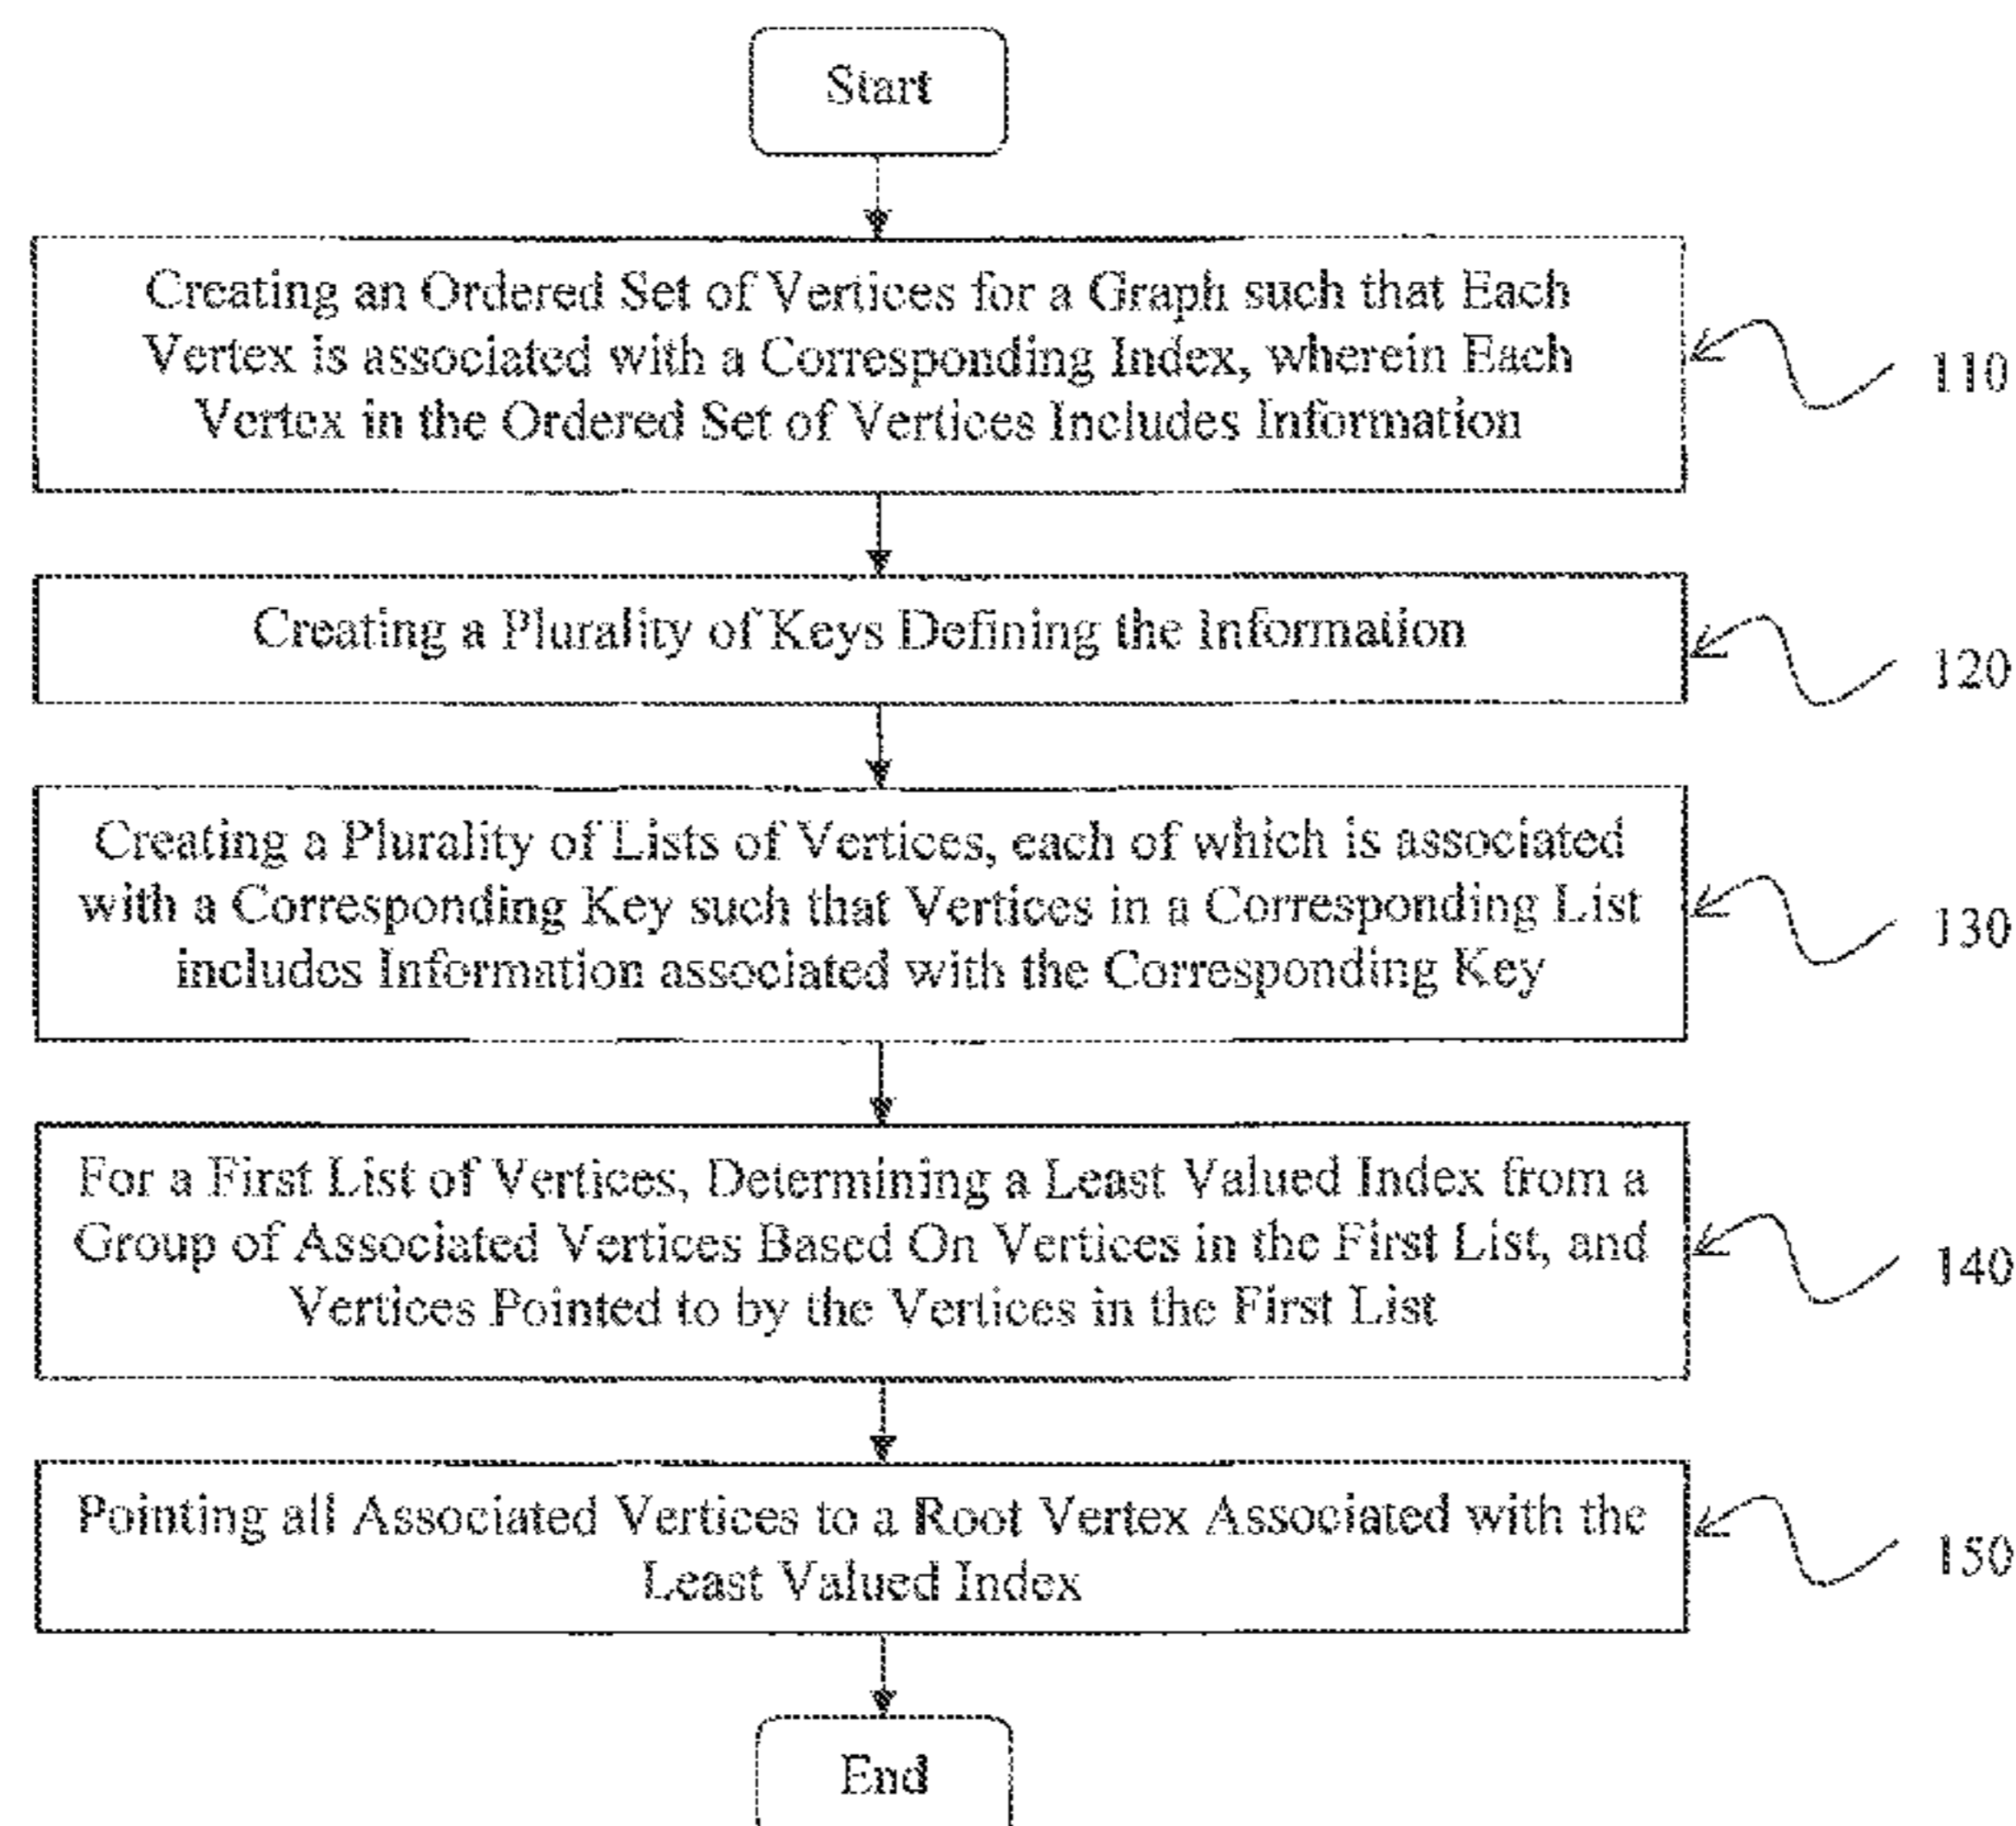 Start
Creating an Ordered Set of Vertices for a Graph such that Each
Vertex is associated with a Corresponding Index, wherein Each
Vertex in the Ordered Set of Vertices Includes Information
110
Creating a Plurality of Keys Defining the Information
120
Creating a Plurality of Lists of Vertices, each of which is associated
with a Corresponding Key such that Vertices in a Corresponding List
includes Information associated with the Corresponding Key
130
For a First List of Vertices, Determining a Least Valued Index from a
Group of Associated Vertices Based On Vertices in the First List, and
Vertices Pointed to by the Vertices in the First List
140
Pointing all Associated Vertices to a Root Vertex Associated with the
Least Valued Index
150
End